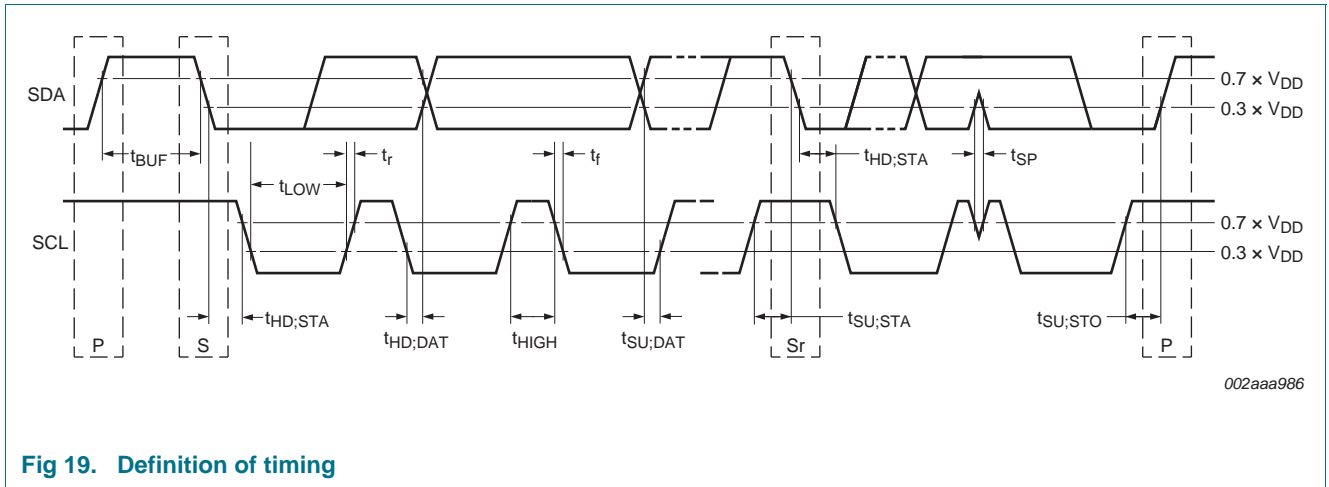 SDA
0.7 × VDD
0.3 × VDD
tBUF
tLOW
tr
tf
tHD;STA
tSP
SCL
0.7 × VDD
0.3 × VDD
tHD;STA
tHD;DAT
tHIGH
tSU;DAT
tSU;STA
tSU;STO
P
S
Sr
P
002aaa986
Fig 19. Definition of timing